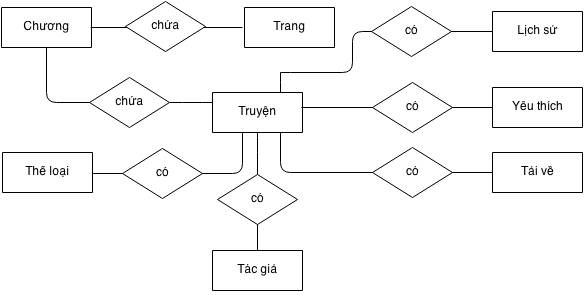 Chương
chứa
Trang
có
Lịch sử
chứa
Truyện
có
Yêu thích
Thể loại
có
có
Tải về
có
Tác giả